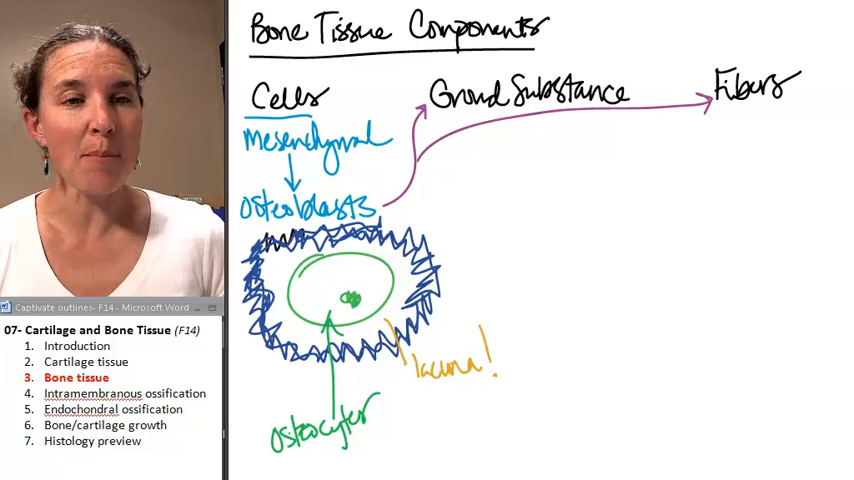 Bone Tissue Components
Cells
Ground Substance
Fibers
Mesenchymal
Osteoblasts
lacuna!
Osteocytes
Captivate outlines- F14 - Microsoft Word
07- Cartilage and Bone Tissue (F14)
1. Introduction
2. Cartilage tissue
3. Bone tissue
4. Intramembranous ossification
5. Endochondral ossification
6. Bone/cartilage growth
7. Histology preview